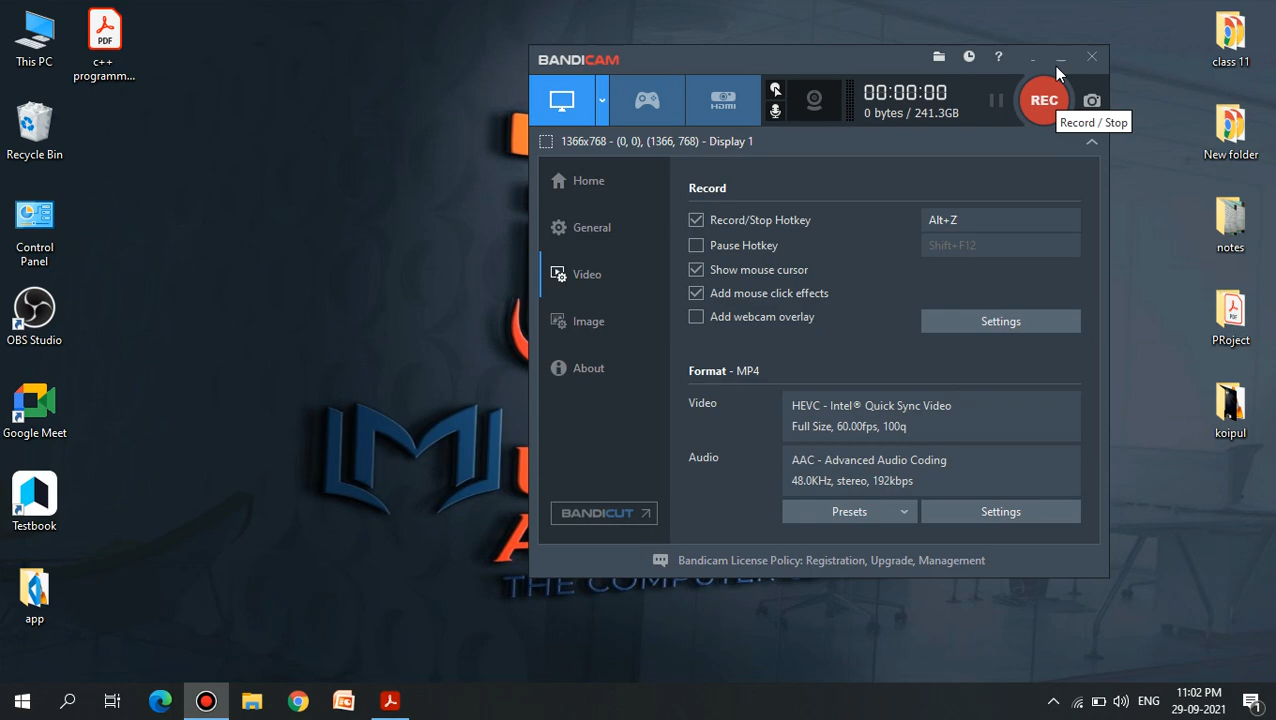 This PC
PDF
c++
programm...
Recycle Bin
Control
Panel
OBS Studio
Google Meet
Testbook
app
BANDICAM
?
HDMI
00:00:00
0 bytes / 241.3GB
REC
Record / Stop
1366x768 - (0, 0), (1366, 768) - Display 1
Home
General
Video
Image
About
BANDICUT
Record
Record/Stop Hotkey
Alt+Z
Pause Hotkey
Shift+F12
Show mouse cursor
Add mouse click effects
Add webcam overlay
Settings
Format - MP4
Video
HEVC - Intel® Quick Sync Video
Full Size, 60.00fps, 100q
Audio
AAC - Advanced Audio Coding
48.0KHz, stereo, 192kbps
Presets
Settings
Bandicam License Policy: Registration, Upgrade, Management
THE COMPUTER
class 11
New folder
notes
PDF
PRoject
koipul
ENG
11:02 PM
29-09-2021
1